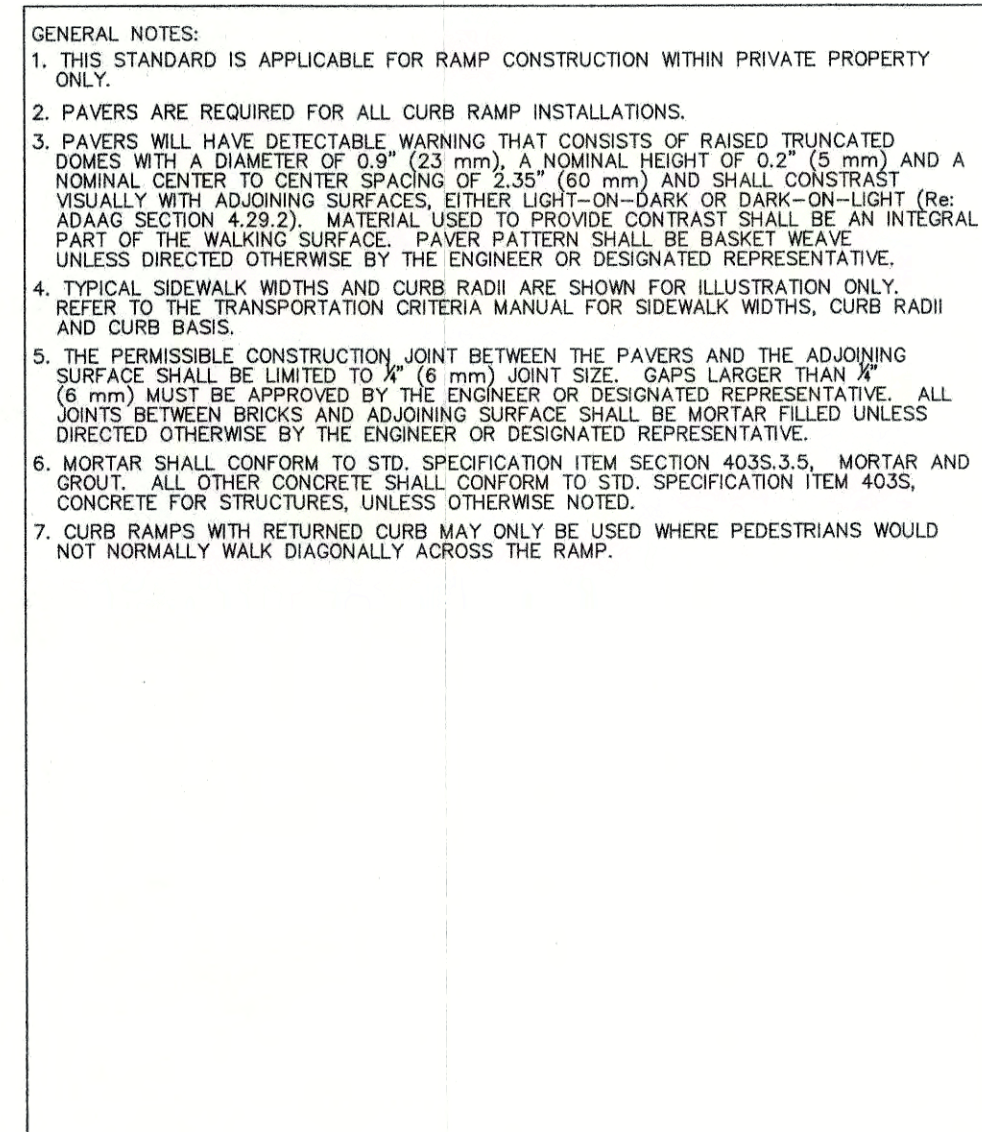 GENERAL NOTES:
1. THIS STANDARD IS APPLICABLE FOR RAMP CONSTRUCTION WITHIN PRIVATE PROPERTY
ONLY.
2. PAVERS ARE REQUIRED FOR ALL CURB RAMP INSTALLATIONS.
3. PAVERS WILL HAVE DETECTABLE WARNING THAT CONSISTS OF RAISED TRUNCATED
DOMES WITH A DIAMETER OF 0.9" (23 mm), A NOMINAL HEIGHT OF 0.2" (5 mm) AND A
NOMINAL CENTER TO CENTER SPACING OF 2.35" (60 mm) AND SHALL CONSTRAST
VISUALLY WITH ADJOINING SURFACES, EITHER LIGHT-ON-DARK OR DARK-ON-LIGHT (Re:
ADAAG SECTION 4.29.2). MATERIAL USED TO PROVIDE CONTRAST SHALL BE AN INTEGRAL
PART OF THE WALKING SURFACE. PAVER PATTERN SHALL BE BASKET WEAVE
UNLESS DIRECTED OTHERWISE BY THE ENGINEER OR DESIGNATED REPRESENTATIVE.
4. TYPICAL SIDEWALK WIDTHS AND CURB RADII ARE SHOWN FOR ILLUSTRATION ONLY.
REFER TO THE TRANSPORTATION CRITERIA MANUAL FOR SIDEWALK WIDTHS, CURB RADII
AND CURB BASIS.
5. THE PERMISSIBLE CONSTRUCTION JOINT BETWEEN THE PAVERS AND THE ADJOINING
SURFACE SHALL BE LIMITED TO ¼" (6 mm) JOINT SIZE. GAPS LARGER THAN ¼"
(6 mm) MUST BE APPROVED BY THE ENGINEER OR DESIGNATED REPRESENTATIVE. ALL
JOINTS BETWEEN BRICKS AND ADJOINING SURFACE SHALL BE MORTAR FILLED UNLESS
DIRECTED OTHERWISE BY THE ENGINEER OR DESIGNATED REPRESENTATIVE.
6. MORTAR SHALL CONFORM TO STD. SPECIFICATION ITEM SECTION 403S.3.5, MORTAR AND
GROUT. ALL OTHER CONCRETE SHALL CONFORM TO STD. SPECIFICATION ITEM 403S,
CONCRETE FOR STRUCTURES, UNLESS OTHERWISE NOTED.
7. CURB RAMPS WITH RETURNED CURB MAY ONLY BE USED WHERE PEDESTRIANS WOULD
NOT NORMALLY WALK DIAGONALLY ACROSS THE RAMP.